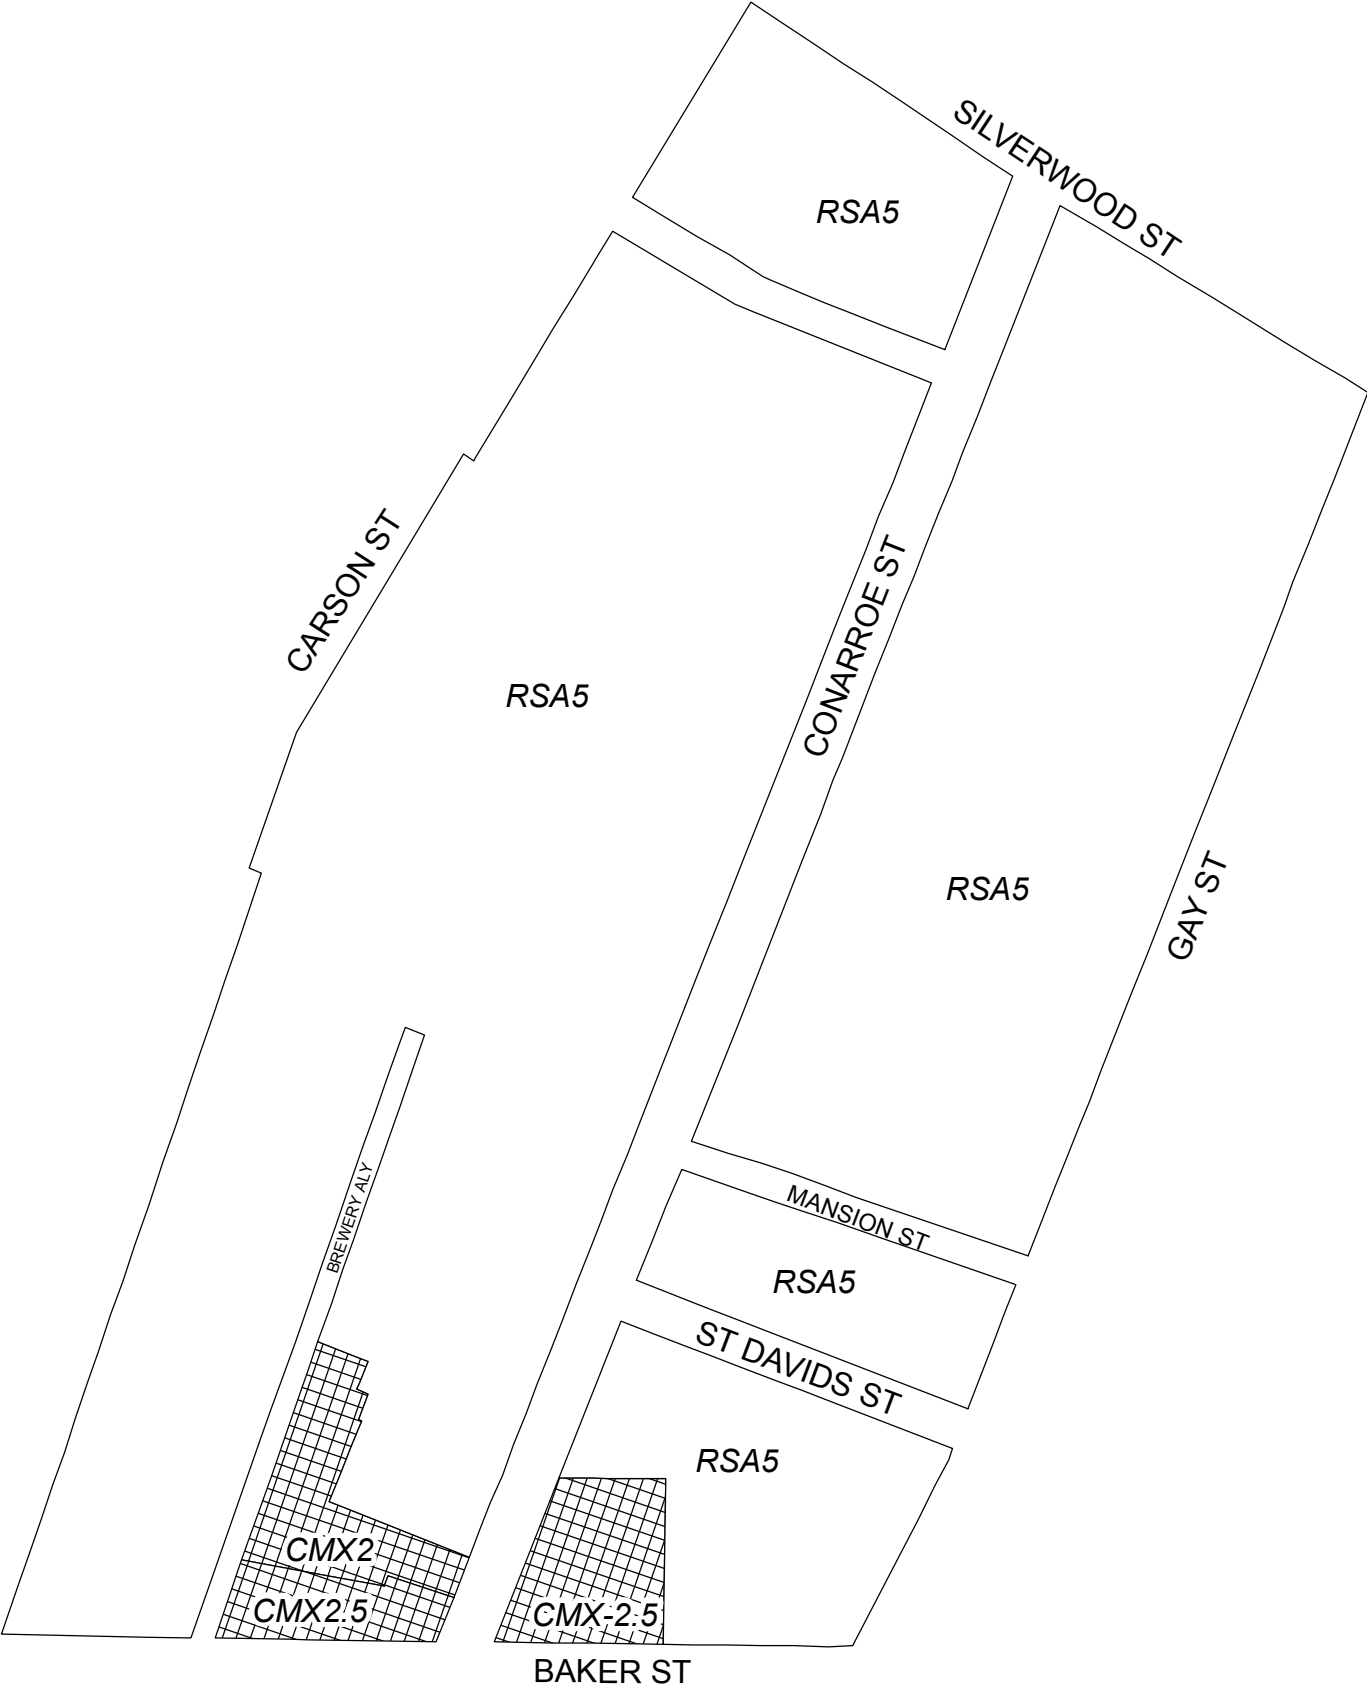 SILVERWOOD ST
RSA5
CARSON ST
CONARROE ST
RSA5
RSA5
GAY ST
BREWERY ALY
MANSION ST
RSA5
ST DAVIDS ST
RSA5
CMX2
CMX2.5
CMX-2.5
BAKER ST